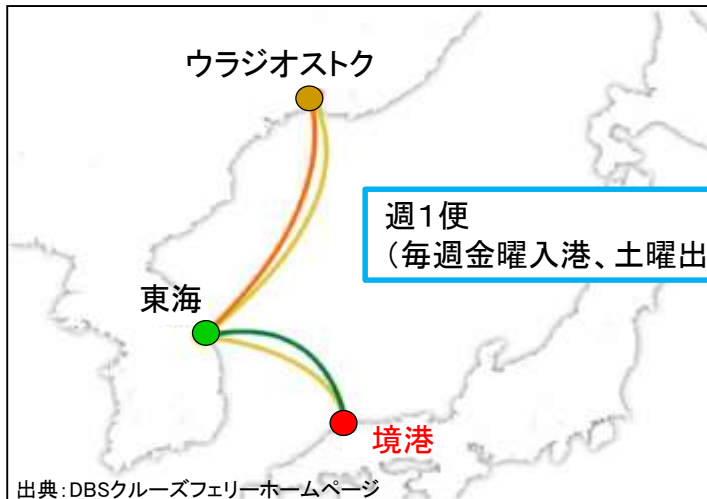 ウラジオストク
週1便
（毎週金曜入港、土曜出
東海
境港
出典：DBSクルーズフェリーホームページ